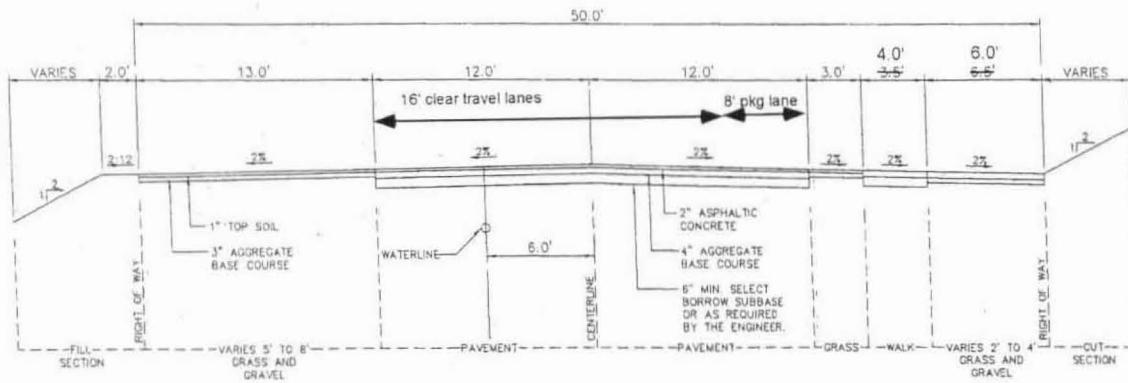 50.0'
4.0' 6.0'
VARIES 2.0' 13.0' 12.0' 12.0' 3.0' 3.5' 6.5' VARIES
16' clear travel lanes 8' pkg lane
2:12 2% 2% 2% 2% 2% 2%
1 2
1 2
1" TOP SOIL
3" AGGREGATE
BASE COURSE
WATERLINE
6.0'
2" ASPHALTIC
CONCRETE
4" AGGREGATE
BASE COURSE
6" MIN. SELECT
BORROW SUBBASE
OR AS REQUIRED
BY THE ENGINEER.
RIGHT OF WAY
CENTERLINE
RIGHT OF WAY
FILL
SECTION
VARIES 5' TO 8'
GRASS AND
GRAVEL
PAVEMENT
PAVEMENT
GRASS
WALK
VARIES 2' TO 4'
GRASS AND
GRAVEL
CUT
SECTION